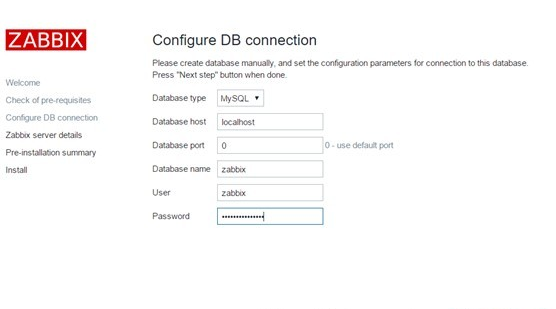 ZABBIX
Configure DB connection
Please create database manually, and set the configuration parameters for connection to this database.
Press "Next step" button when done.
Welcome
Check of pre-requisites
Configure DB connection
Zabbix server details
Pre-installation summary
Install
Database type MySQL ▼
Database host localhost
Database port 0 0 - use default port
Database name zabbix
User zabbix
Password •••••••••••••••